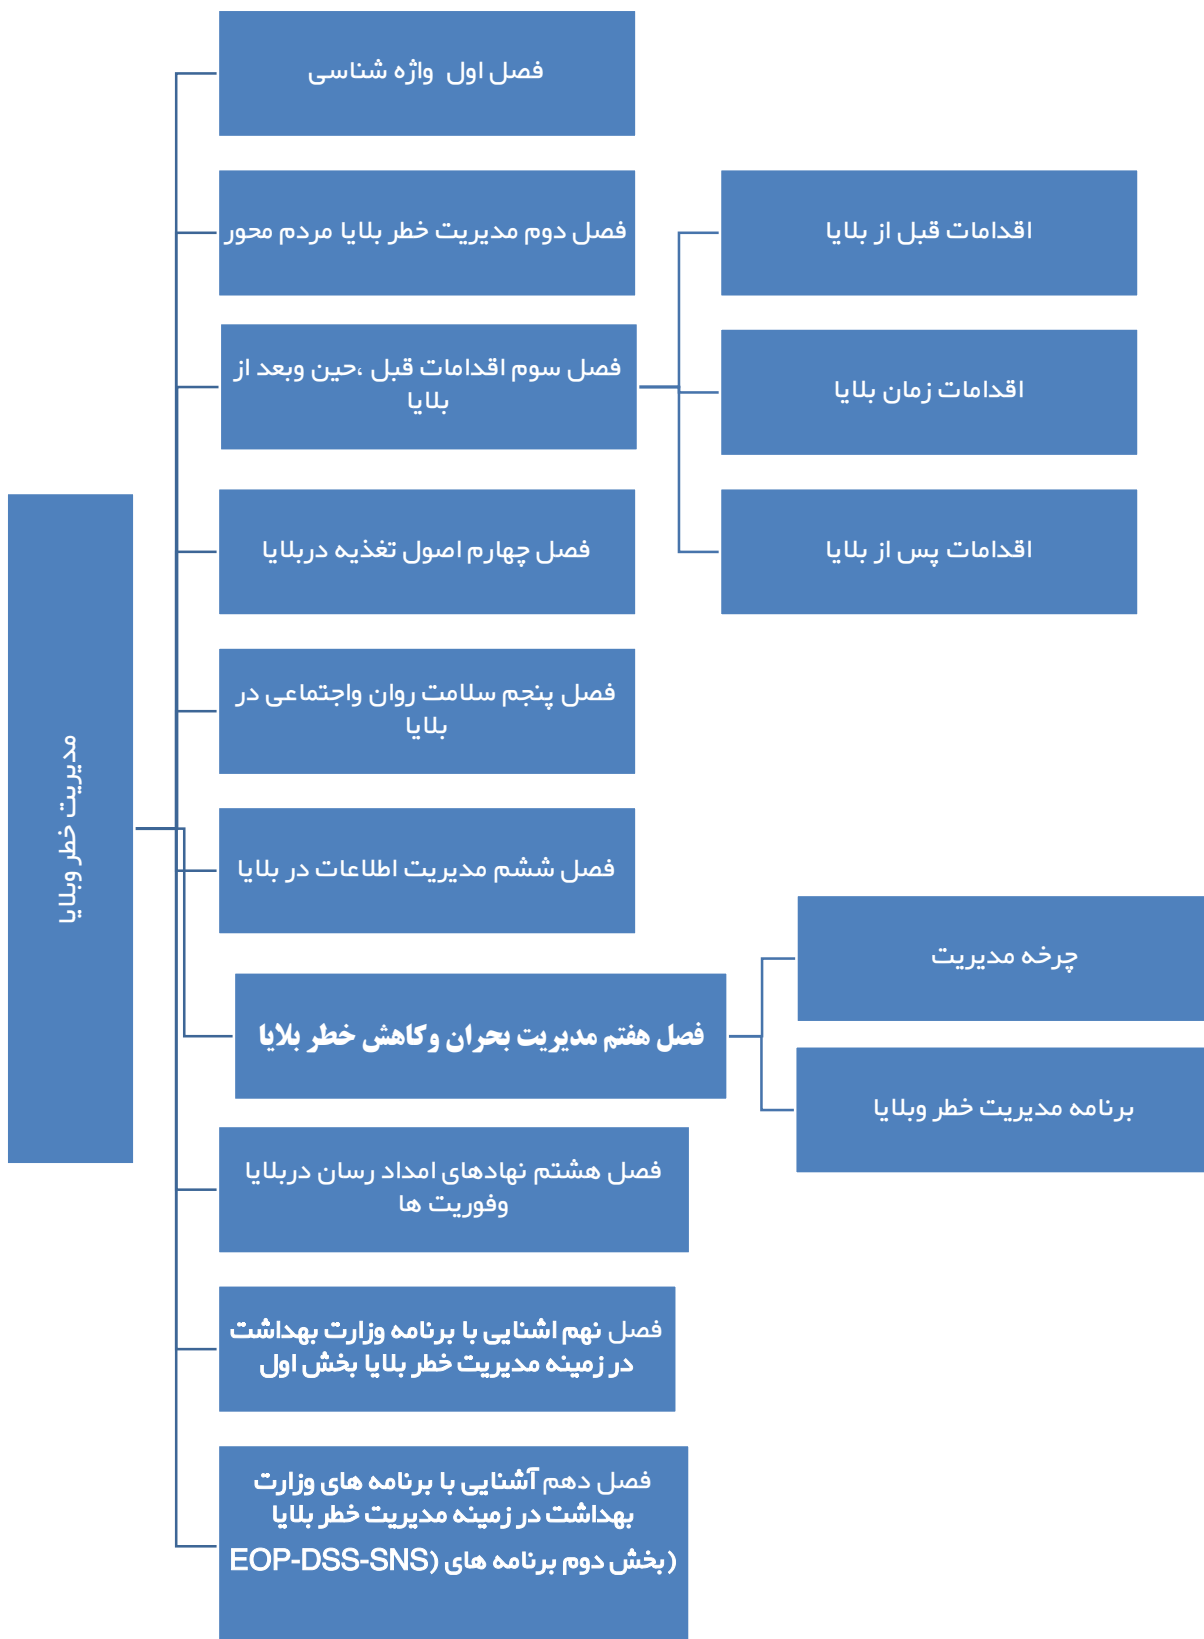 مدیریت خطر وبلایا
فصل اول واژه شناسی
فصل دوم مدیریت خطر بلایا مردم محور
فصل سوم اقدامات قبل ،حین وبعد از
بلایا
اقدامات قبل از بلایا
اقدامات زمان بلایا
اقدامات پس از بلایا
فصل چهارم اصول تغذیه دربلایا
فصل پنجم سلامت روان واجتماعی در
بلایا
فصل ششم مدیریت اطلاعات در بلایا
فصل هفتم مدیریت بحران وکاهش خطر بلایا
چرخه مدیریت
برنامه مدیریت خطر وبلایا
فصل هشتم نهادهای امداد رسان دربلایا
وفوریت ها
فصل نهم اشنایی با برنامه وزارت بهداشت
در زمینه مدیریت خطر بلایا بخش اول
فصل دهم آشنایی با برنامه های وزارت
بهداشت در زمینه مدیریت خطر بلایا
(بخش دوم برنامه های (EOP-DSS-SNS